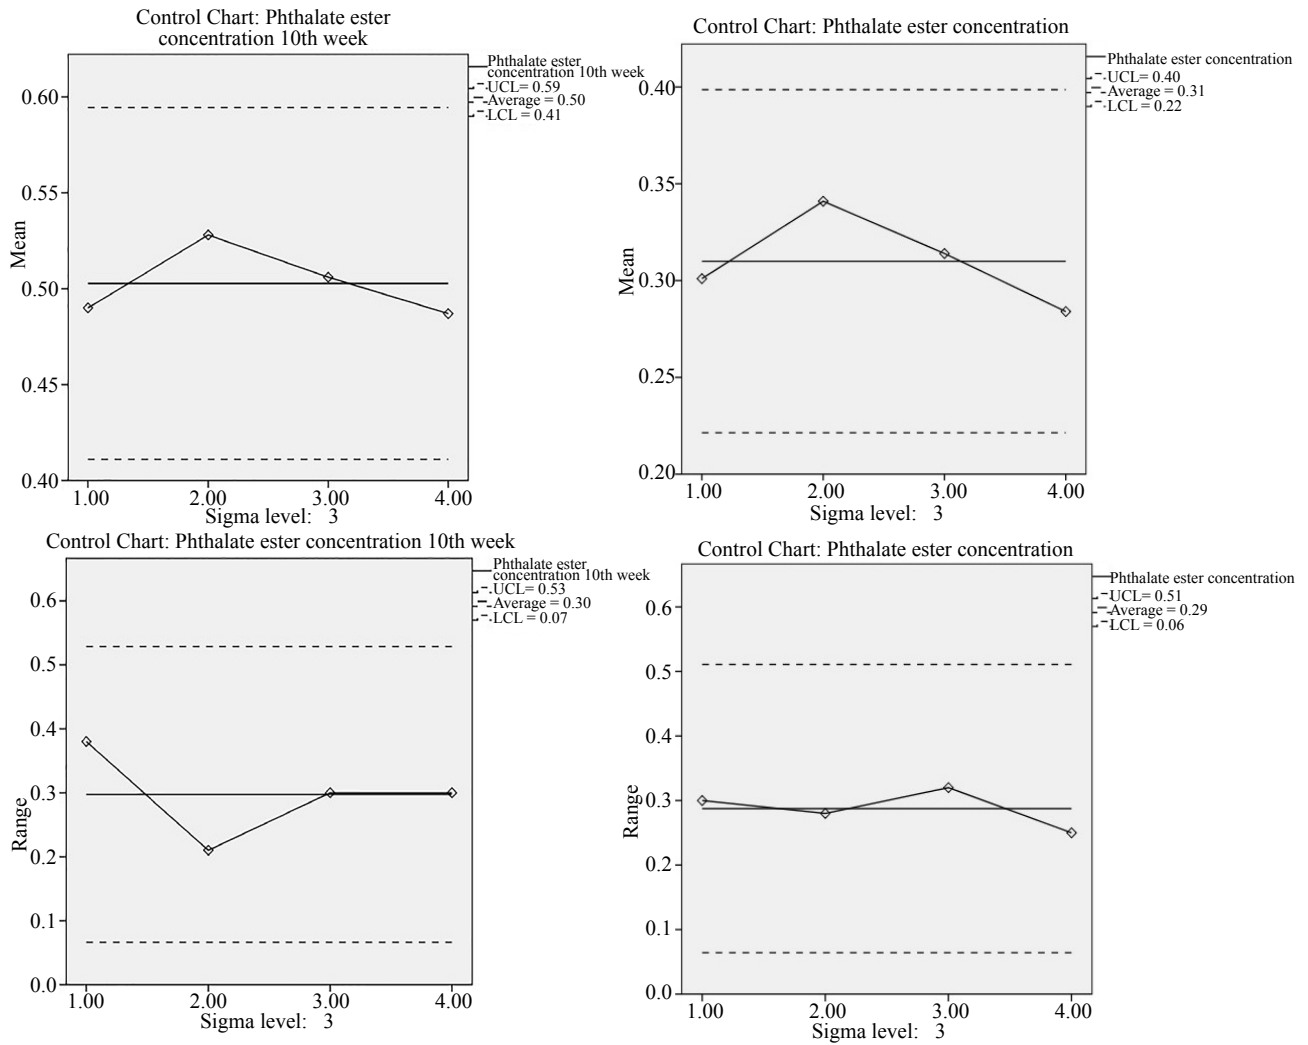 Control Chart: Phthalate ester
concentration 10th week
Phthalate ester
concentration 10th week
UCL= 0.59
Average = 0.50
LCL = 0.41
0.60
0.55
0.50
0.45
0.40
Mean
1.00 2.00 3.00 4.00
Sigma level: 3
Control Chart: Phthalate ester concentration
Phthalate ester concentration
UCL = 0.40
Average = 0.31
LCL = 0.22
0.40
0.35
0.30
0.25
0.20
Mean
1.00 2.00 3.00 4.00
Sigma level: 3
Control Chart: Phthalate ester concentration 10th week
Phthalate ester
concentration 10th week
UCL= 0.53
Average = 0.30
LCL = 0.07
0.6
0.5
0.4
0.3
0.2
0.1
0.0
Range
1.00 2.00 3.00 4.00
Sigma level: 3
Control Chart: Phthalate ester concentration
Phthalate ester concentration
UCL= 0.51
Average = 0.29
LCL = 0.06
0.6
0.5
0.4
0.3
0.2
0.1
0.0
Range
1.00 2.00 3.00 4.00
Sigma level: 3